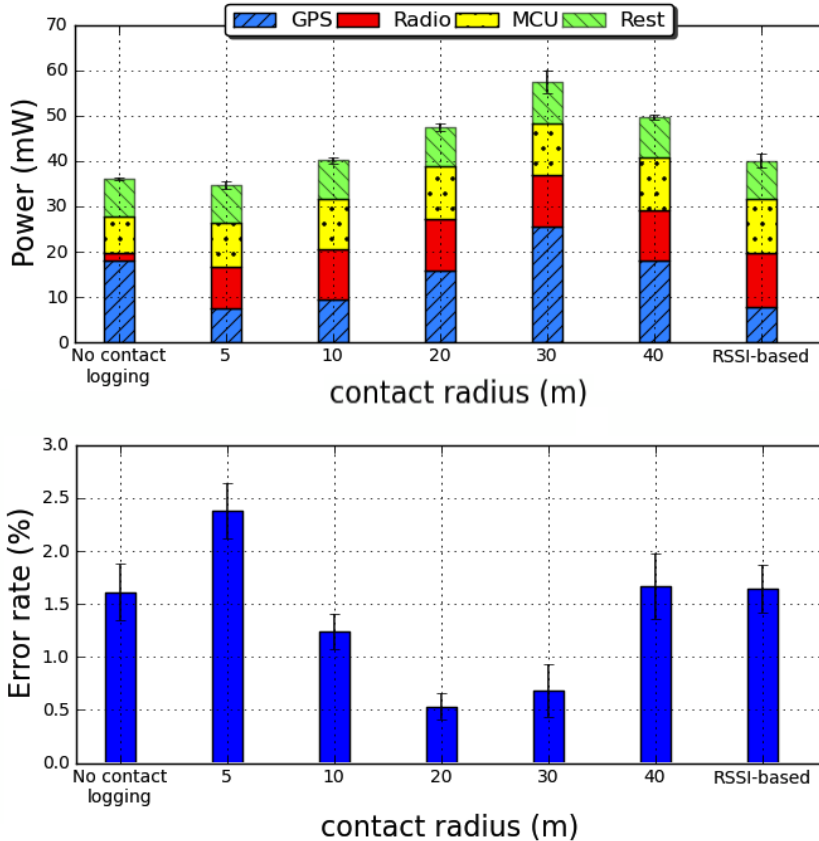 GPS Radio MCU Rest
70
60
50
40
30
20
10
0
Power (mW)
No contact
logging
5 10 20 30 40 RSSI-based
contact radius (m)
3.0
2.5
2.0
1.5
1.0
0.5
0.0
Error rate (%)
No contact
logging
5 10 20 30 40 RSSI-based
contact radius (m)